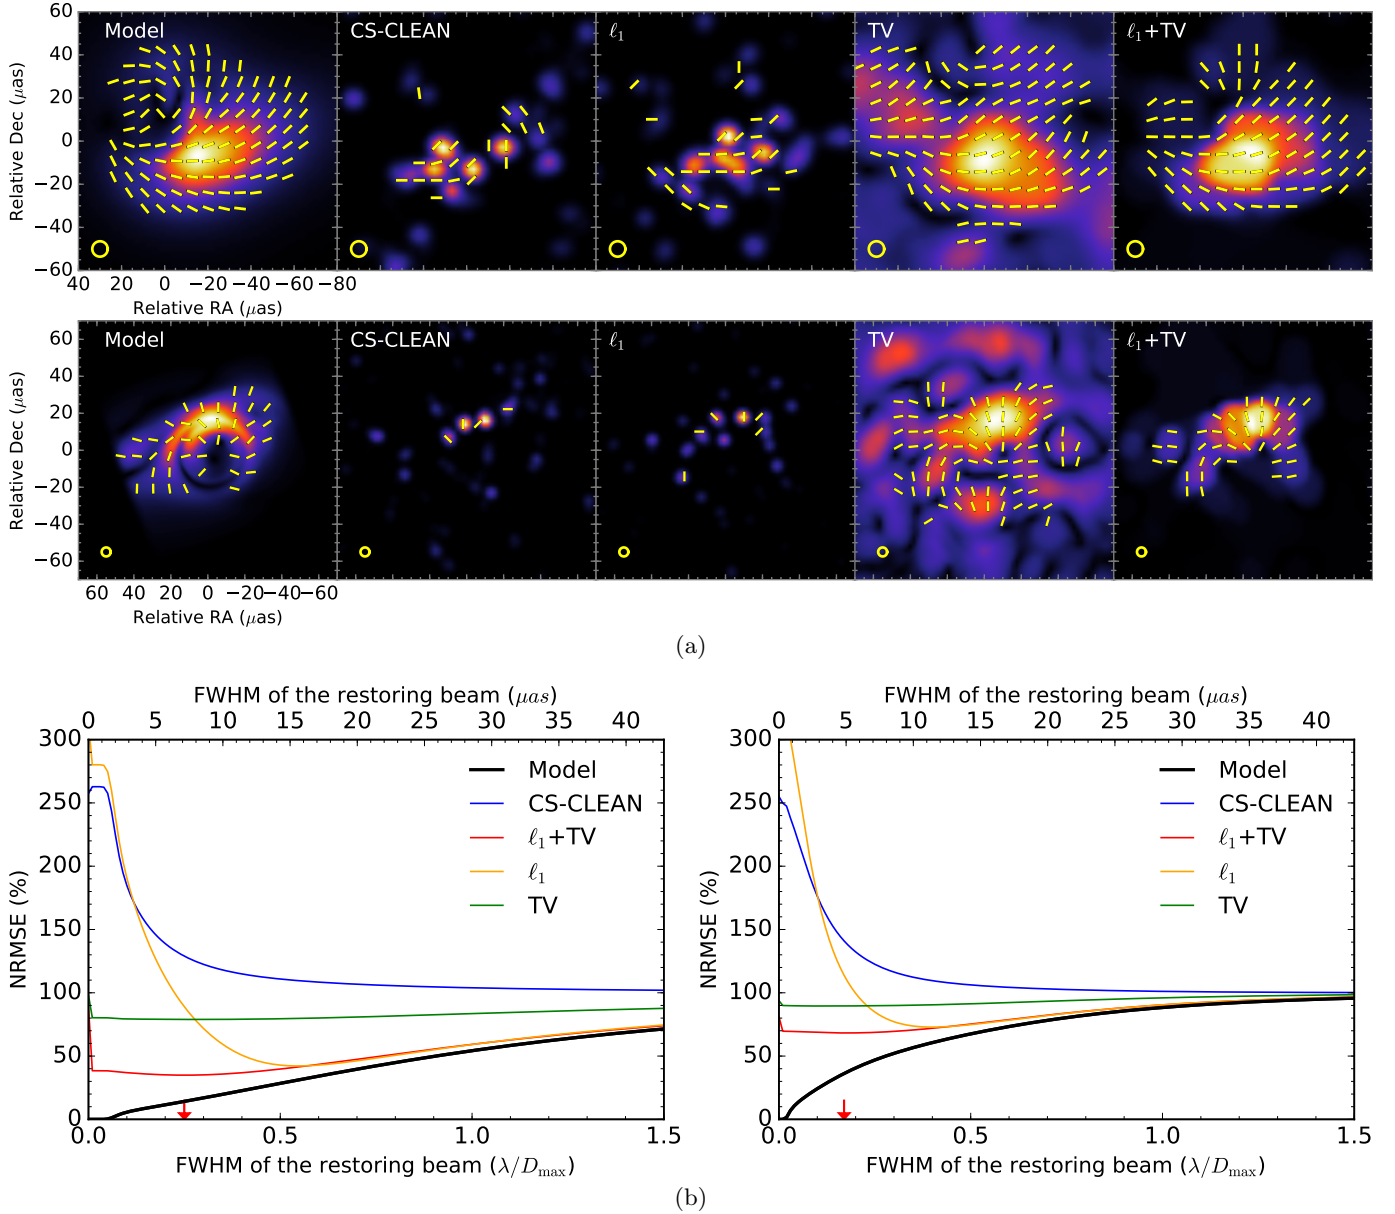 Model CS-CLEAN ℓ₁ TV ℓ₁+TV
60
40
20
0
−20
−40
−60
Relative Dec (μas)
40 20 0 −20 −40 −60 −80
Relative RA (μas)
Model CS-CLEAN ℓ₁ TV ℓ₁+TV
60
40
20
0
−20
−40
−60
Relative Dec (μas)
60 40 20 0 −20−40−60
Relative RA (μas)
(a)
FWHM of the restoring beam (μas)
0 5 10 15 20 25 30 35 40
300
250
200
150
100
50
0
NRMSE (%)
Model
CS-CLEAN
ℓ₁+TV
ℓ₁
TV
0.0 0.5 1.0 1.5
FWHM of the restoring beam (λ/D_max)
FWHM of the restoring beam (μas)
0 5 10 15 20 25 30 35 40
300
250
200
150
100
50
0
NRMSE (%)
Model
CS-CLEAN
ℓ₁+TV
ℓ₁
TV
0.0 0.5 1.0 1.5
FWHM of the restoring beam (λ/D_max)
(b)